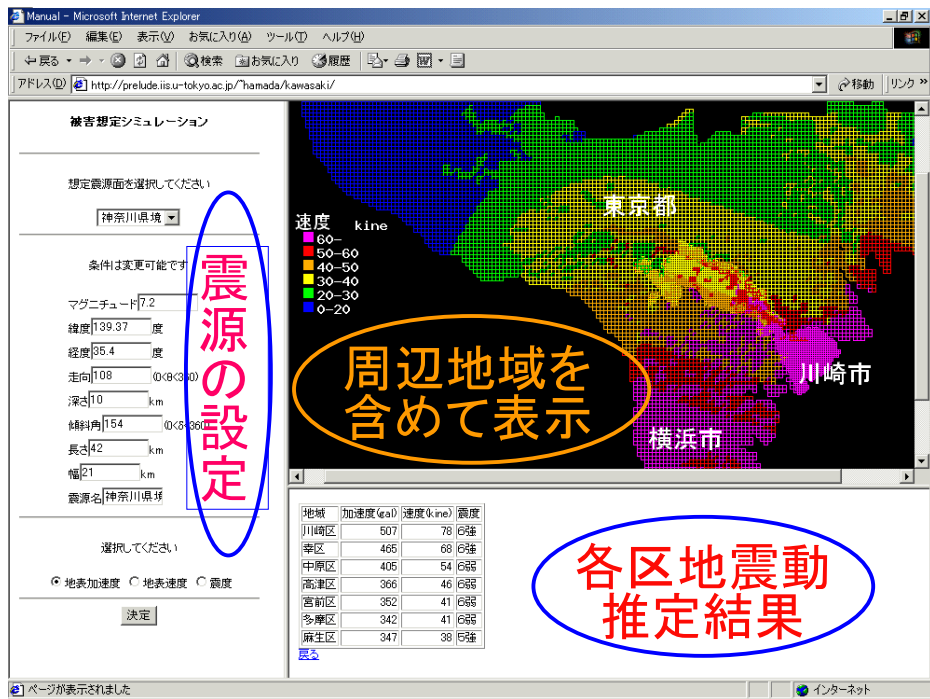 Manual - Microsoft Internet Explorer
ファイル(F) 編集(E) 表示(V) お気に入り(A) ツール(T) ヘルプ(H)
戻る 検索 お気に入り 履歴
アドレス(D) http://prelude.iis.u-tokyo.ac.jp/~hamada/kawasaki/ 移動 リンク »
被害想定シミュレーション
想定震源面を選択してください
神奈川県境
条件は変更可能です
マグニチュード 7.2
緯度 139.37 度
経度 35.4 度
走向 108 (0<θ<360)
深さ 10 km
傾斜角 154 (0<δ<360)
長さ 42 km
幅 21 km
震源名 神奈川県境
選択してください
地表加速度 地表速度 震度
決定
震源の設定
速度 kine
60-
50-60
40-50
30-40
20-30
0-20
東京都
川崎市
横浜市
周辺地域を
含めて表示
地域 加速度(gal) 速度(kine) 震度
川崎区 507 78 6強
幸区 465 68 6強
中原区 405 54 6弱
高津区 366 46 6弱
宮前区 352 41 6弱
多摩区 342 41 6弱
麻生区 347 38 5強
戻る
各区地震動
推定結果
ページが表示されました
インターネット